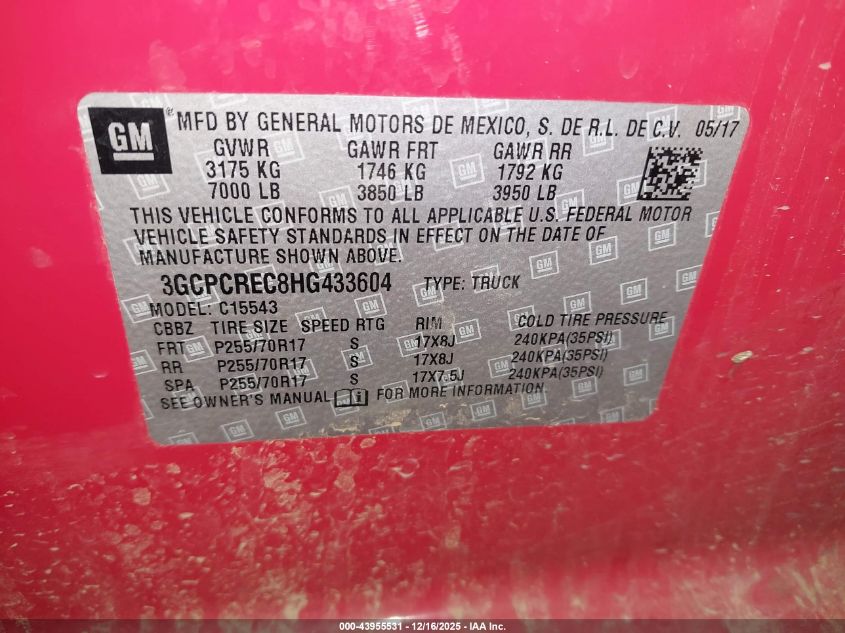 GM ® MFD BY GENERAL MOTORS DE MEXICO, S. DE R.L. DE C.V. 05/17
GVWR GAWR FRT GAWR RR
3175 KG 1746 KG 1792 KG
7000 LB 3850 LB 3950 LB
THIS VEHICLE CONFORMS TO ALL APPLICABLE U.S. FEDERAL MOTOR
VEHICLE SAFETY STANDARDS IN EFFECT ON THE DATE OF
MANUFACTURE SHOWN ABOVE.
3GCPCREC8HG433604 TYPE: TRUCK
MODEL: C15543
CBBZ TIRE SIZE SPEED RTG RIM COLD TIRE PRESSURE
FRT P255/70R17 S 17X8J 240KPA(35PSI)
RR P255/70R17 S 17X8J 240KPA(35PSI)
SPA P255/70R17 S 17X7.5J 240KPA(35PSI)
SEE OWNER'S MANUAL FOR MORE INFORMATION.
000-43955531 - 12/16/2025 - IAA Inc.